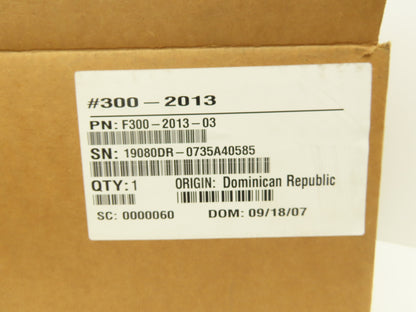 #300-2013
PN: F300-2013-03
SN: 19080DR-0735A40585
QTY: 1 ORIGIN: Dominican Republic
SC: 0000060 DOM: 09/18/07